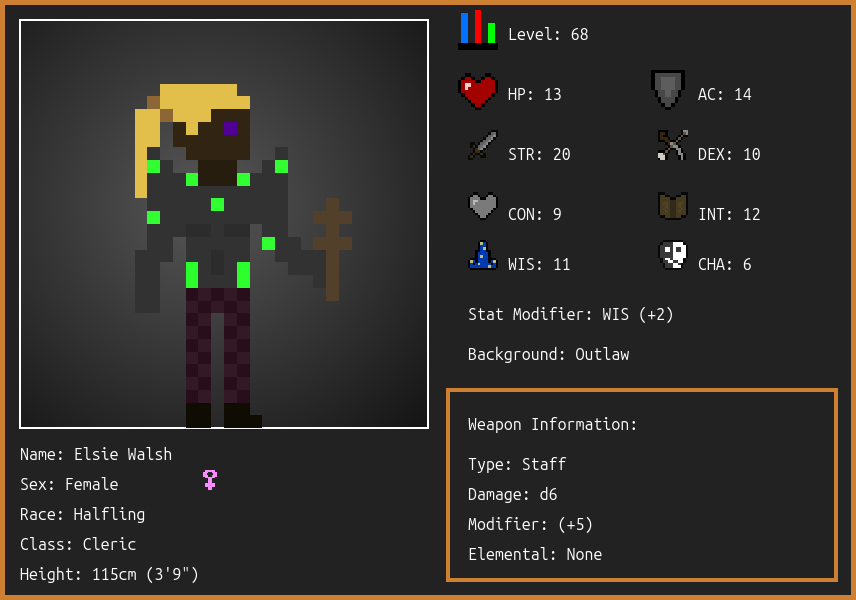 Level: 68
HP: 13
AC: 14
STR: 20
DEX: 10
CON: 9
INT: 12
WIS: 11
CHA: 6
Stat Modifier: WIS (+2)
Background: Outlaw
Weapon Information:
Type: Staff
Damage: d6
Modifier: (+5)
Elemental: None
Name: Elsie Walsh
Sex: Female
Race: Halfling
Class: Cleric
Height: 115cm (3'9")